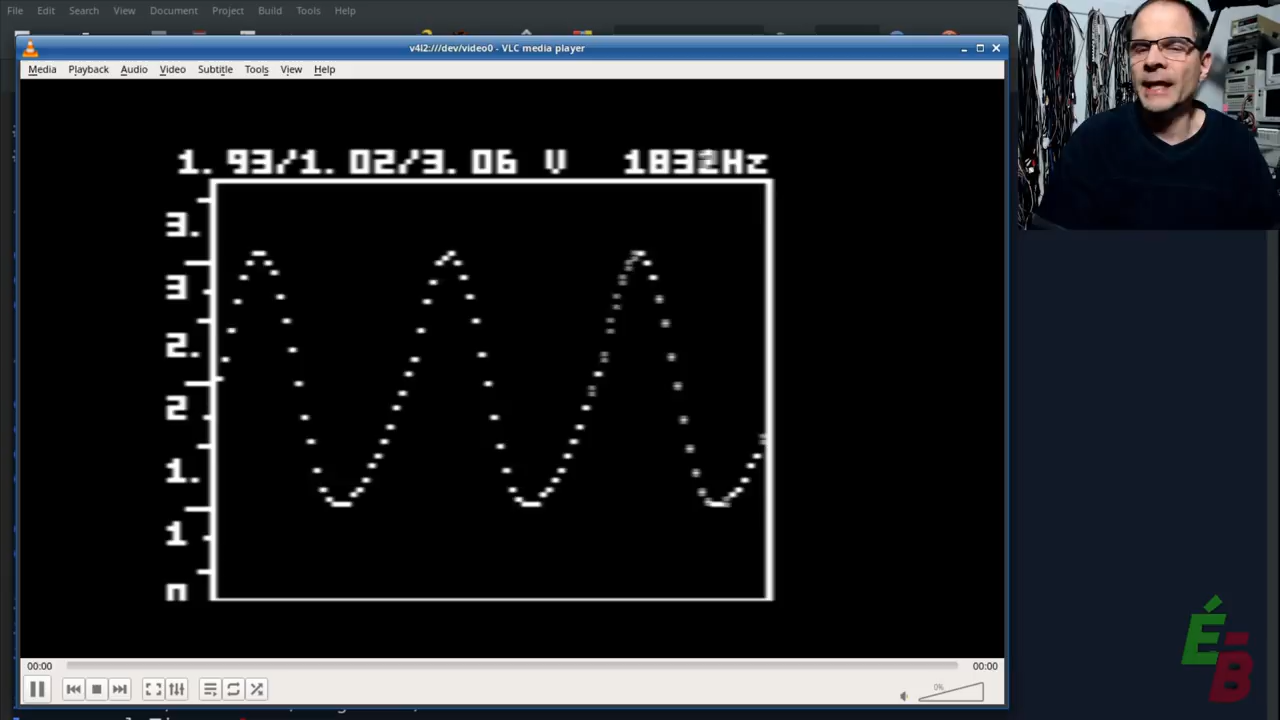 File Edit Search View Document Project Build Tools Help
v4l2:///dev/video0 - VLC media player
Media Playback Audio Video Subtitle Tools View Help
1.93/1.02/3.06 V 1832Hz
3.
3
2.
2
1.
1
00:00 00:00
0%
ÉB